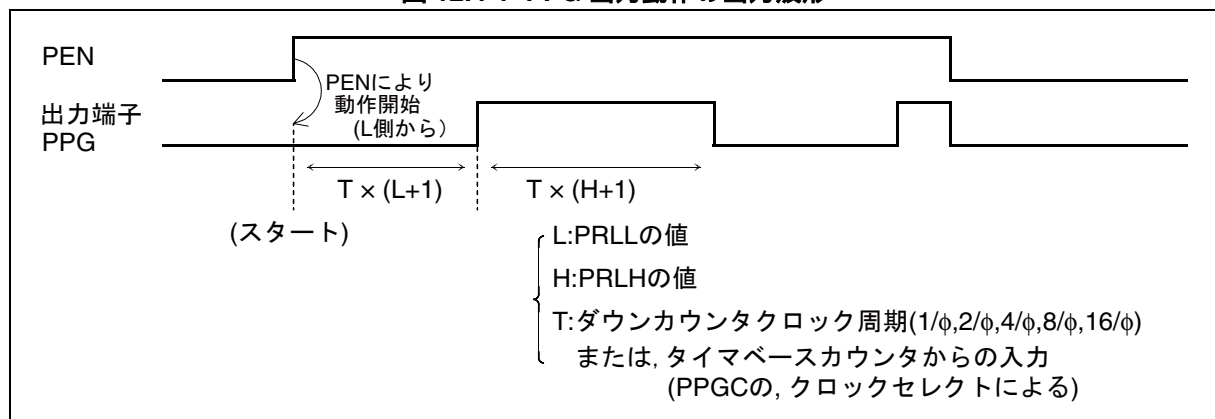 PEN
PENにより
動作開始
(L側から)
出力端子
PPG
T × (L+1)
T × (H+1)
(スタート)
L:PRLLの値
H:PRLHの値
T:ダウンカウンタクロック周期(1/φ,2/φ,4/φ,8/φ,16/φ)
または, タイマベースカウンタからの入力
(PPGCの, クロックセレクトによる)